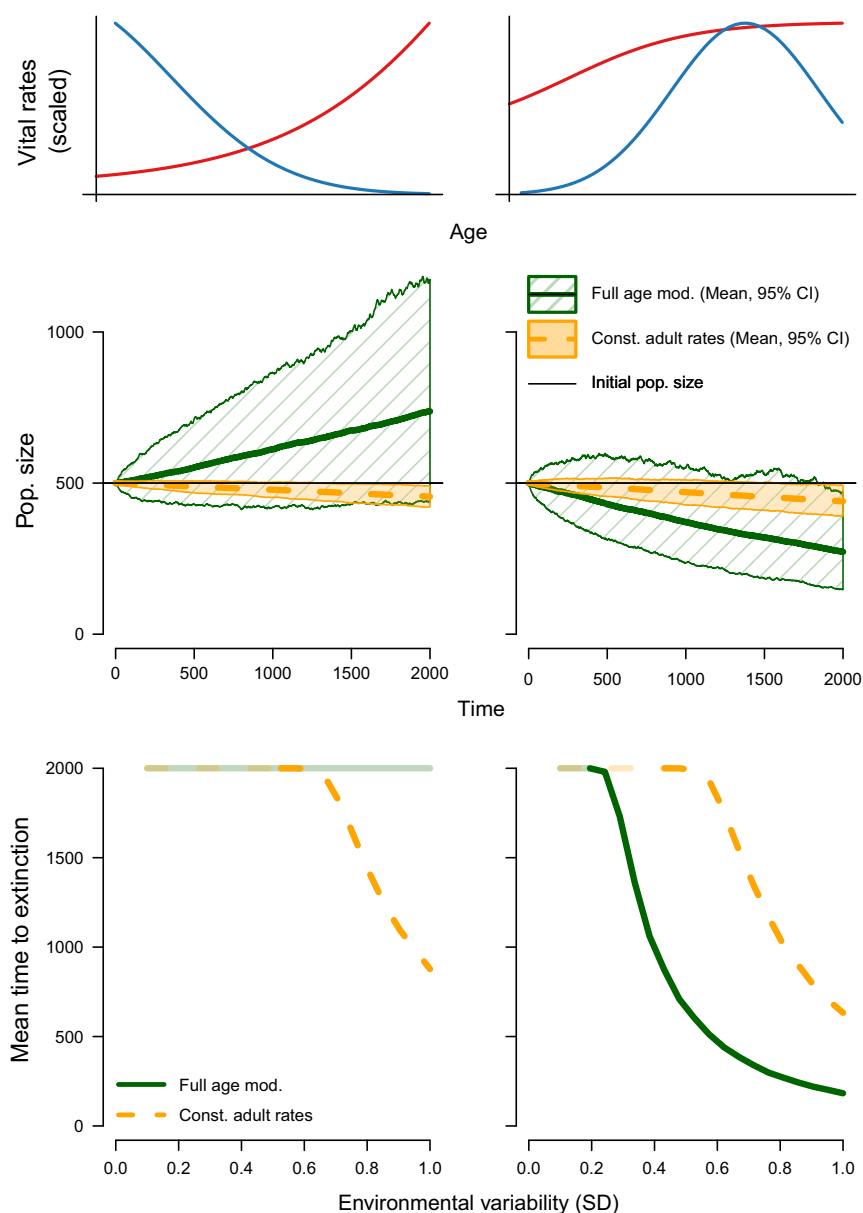 Vital rates
(scaled)
Age
Full age mod. (Mean, 95% CI)
Const. adult rates (Mean, 95% CI)
Initial pop. size
Pop. size
1000
500
0
0 500 1000 1500 2000
0 500 1000 1500 2000
Time
Mean time to extinction
2000
1500
1000
500
0
Full age mod.
Const. adult rates
0.0 0.2 0.4 0.6 0.8 1.0
0.0 0.2 0.4 0.6 0.8 1.0
Environmental variability (SD)